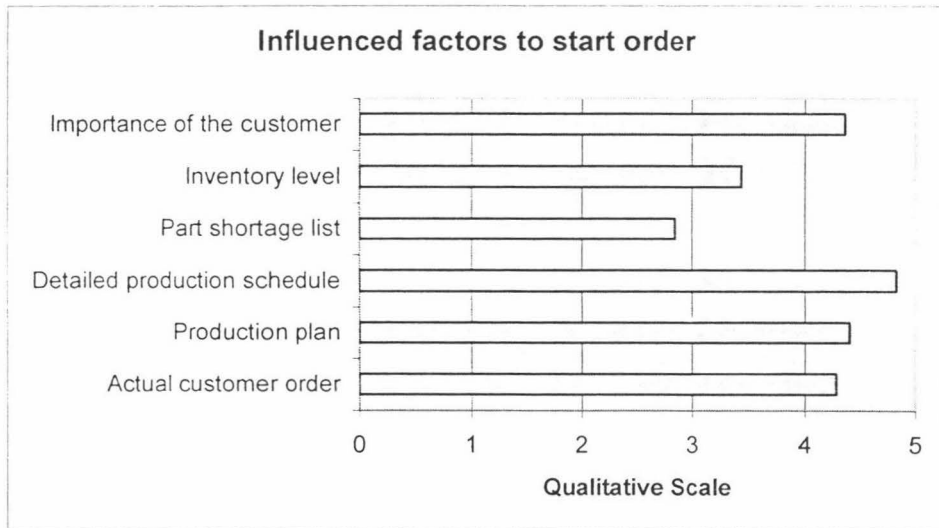 Influenced factors to start order
Importance of the customer
Inventory level
Part shortage list
Detailed production schedule
Production plan
Actual customer order
0 1 2 3 4 5
Qualitative Scale